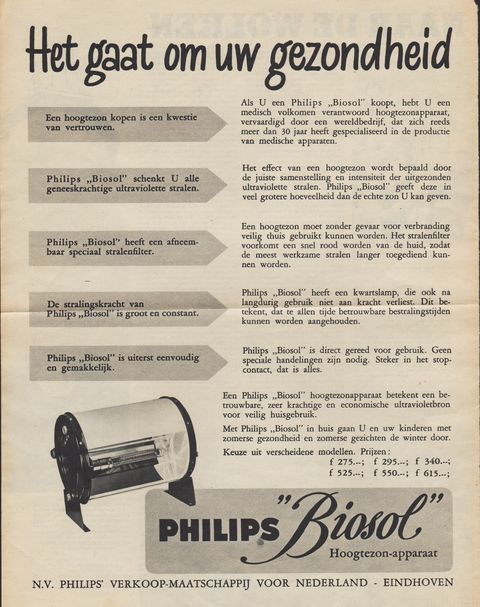 Het gaat om uw gezondheid
Een hoogtezon kopen is een kwestie
van vertrouwen.
Als U een Philips „Biosol” koopt, hebt U een
medisch volkomen verantwoord hoogtezonapparaat,
vervaardigd door een wereldbedrijf, dat zich reeds
meer dan 30 jaar heeft gespecialiseerd in de productie
van medische apparaten.
Philips „Biosol” schenkt U alle
geneeskrachtige ultraviolette stralen.
Het effect van een hoogtezon wordt bepaald door
de juiste samenstelling en intensiteit der uitgezonden
ultraviolette stralen. Philips „Biosol” geeft deze in
veel grotere hoeveelheid dan de echte zon U kan geven.
Philips „Biosol” heeft een afneem-
baar speciaal stralenfilter.
Een hoogtezon moet zonder gevaar voor verbranding
veilig thuis gebruikt kunnen worden. Het stralenfilter
voorkomt een snel rood worden van de huid, zodat
de meest werkzame stralen langer toegediend kun-
nen worden.
De stralingskracht van
Philips „Biosol” is groot en constant.
Philips „Biosol” heeft een kwartslamp, die ook na
langdurig gebruik niet aan kracht verliest. Dit be-
tekent, dat te allen tijde betrouwbare bestralingstijden
kunnen worden aangehouden.
Philips „Biosol” is uiterst eenvoudig
en gemakkelijk.
Philips „Biosol” is direct gereed voor gebruik. Geen
speciale handelingen zijn nodig. Steker in het stop-
contact, dat is alles.
Een Philips „Biosol” hoogtezonapparaat betekent een be-
trouwbare, zeer krachtige en economische ultravioletbron
voor veilig huisgebruik.
Met Philips „Biosol” in huis gaan U en uw kinderen met
zomerse gezondheid en zomerse gezichten de winter door.
Keuze uit verscheidene modellen. Prijzen:
f 275.--; f 295.--; f 340.--;
f 525.--; f 550.--; f 615.--;
PHILIPS "Biosol"
Hoogtezon-apparaat
N.V. PHILIPS' VERKOOP-MAATSCHAPPIJ VOOR NEDERLAND - EINDHOVEN